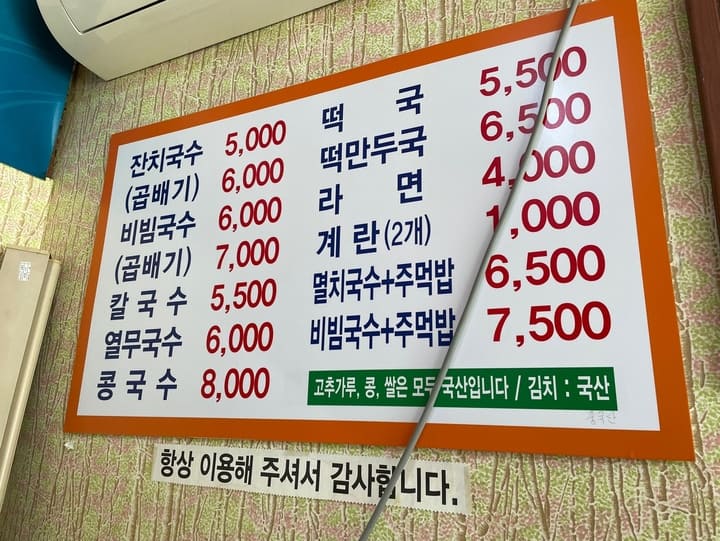 잔치국수 5,000
(곱배기) 6,000
비빔국수 6,000
(곱배기) 7,000
칼국수 5,500
열무국수 6,000
콩국수 8,000
떡국 5,500
떡만두국 6,500
라면 4,000
계란(2개) 1,000
멸치국수+주먹밥 6,500
비빔국수+주먹밥 7,500
고추가루, 콩, 쌀은 모두 국산입니다 / 김치 : 국산
항상 이용해 주셔서 감사합니다.